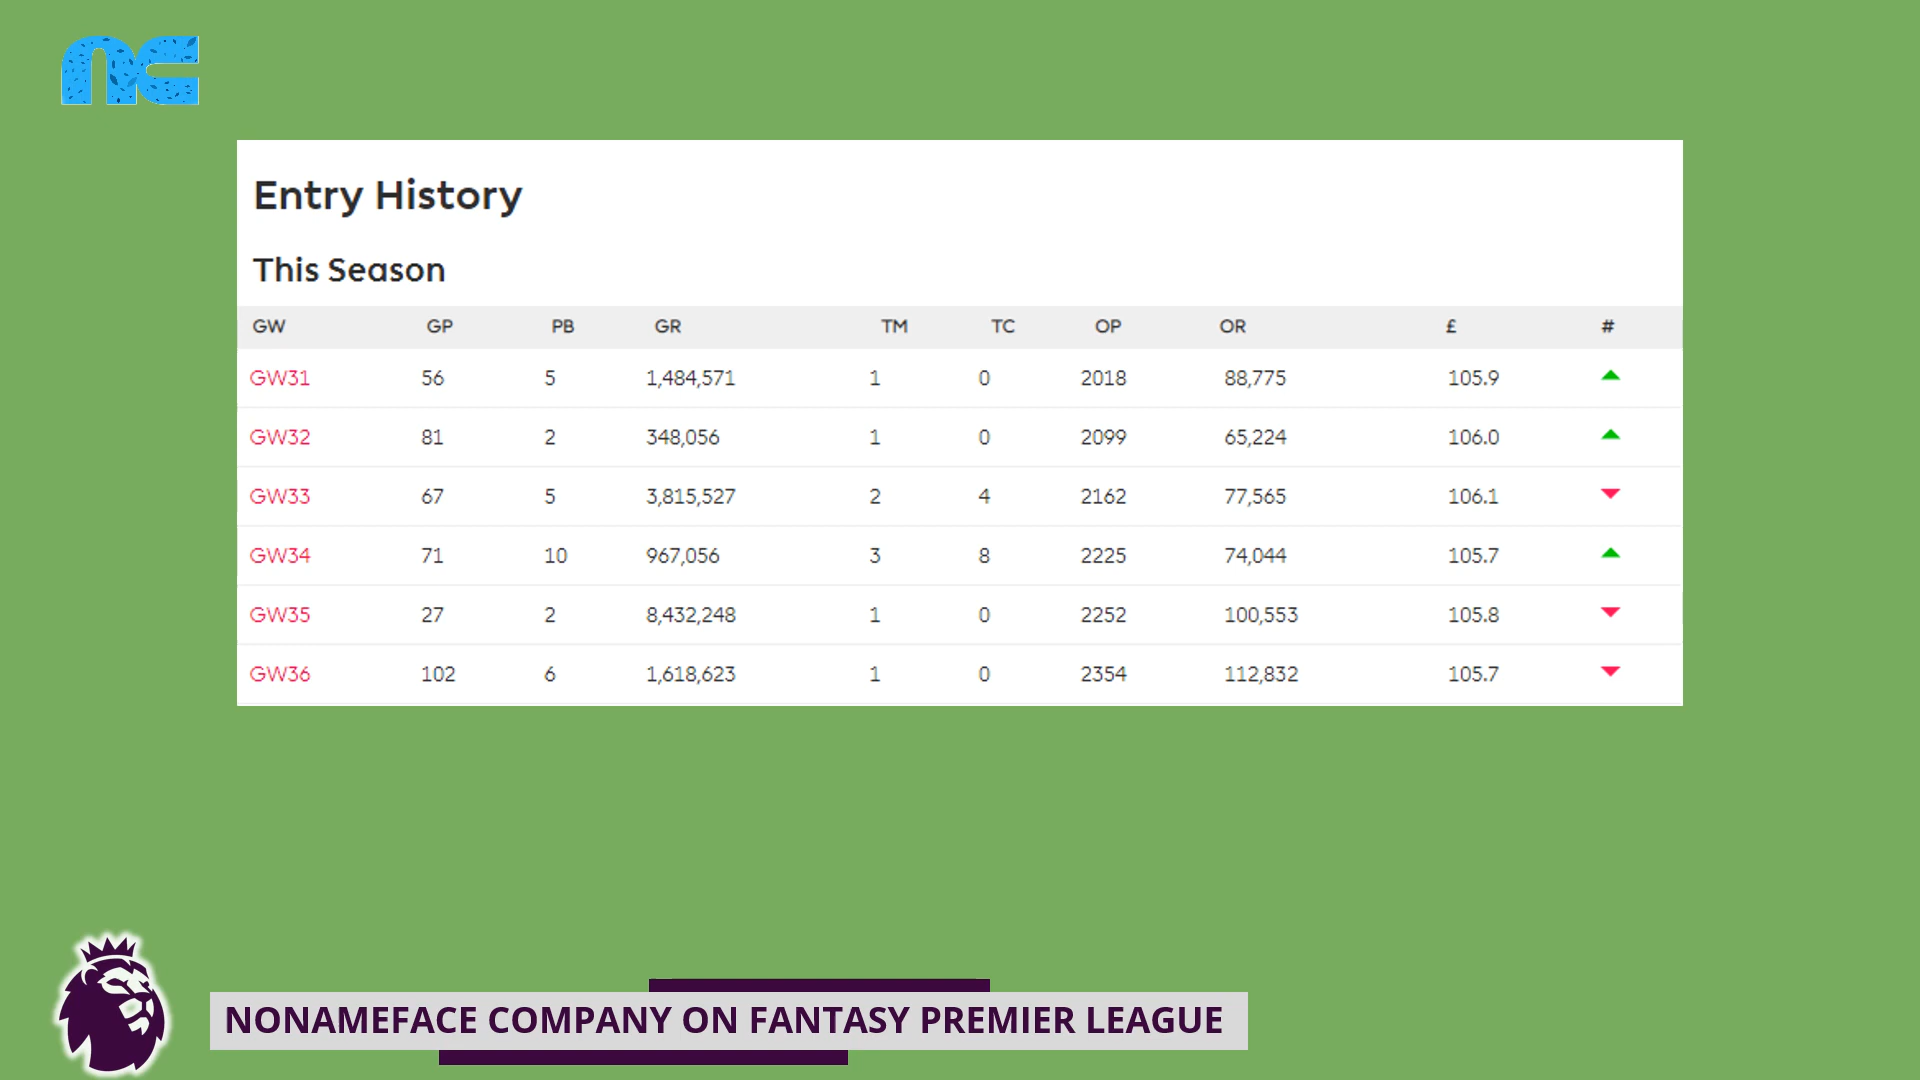 nc
Entry History
This Season
GW GP PB GR TM TC OP OR £ #
GW31 56 5 1,484,571 1 0 2018 88,775 105.9
GW32 81 2 348,056 1 0 2099 65,224 106.0
GW33 67 5 3,815,527 2 4 2162 77,565 106.1
GW34 71 10 967,056 3 8 2225 74,044 105.7
GW35 27 2 8,432,248 1 0 2252 100,553 105.8
GW36 102 6 1,618,623 1 0 2354 112,832 105.7
NONAMEFACE COMPANY ON FANTASY PREMIER LEAGUE